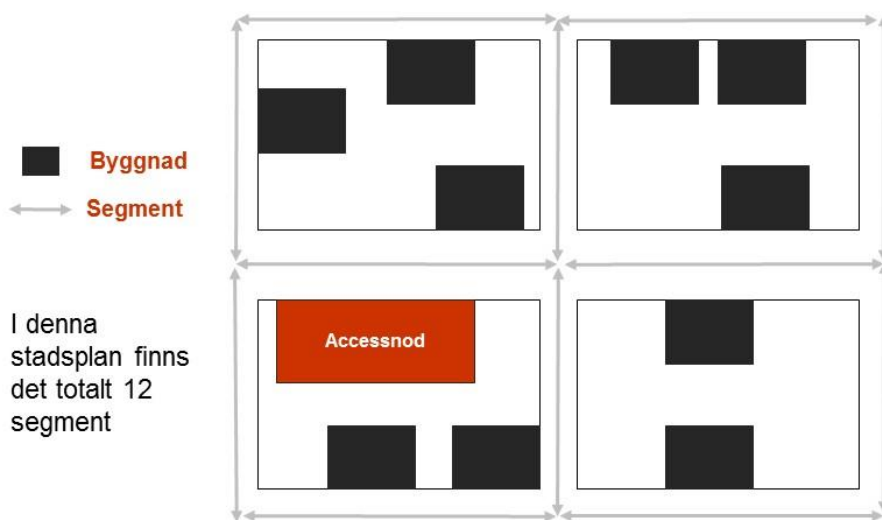 Byggnad
Segment
I denna
stadsplan finns
det totalt 12
segment
Accessnod